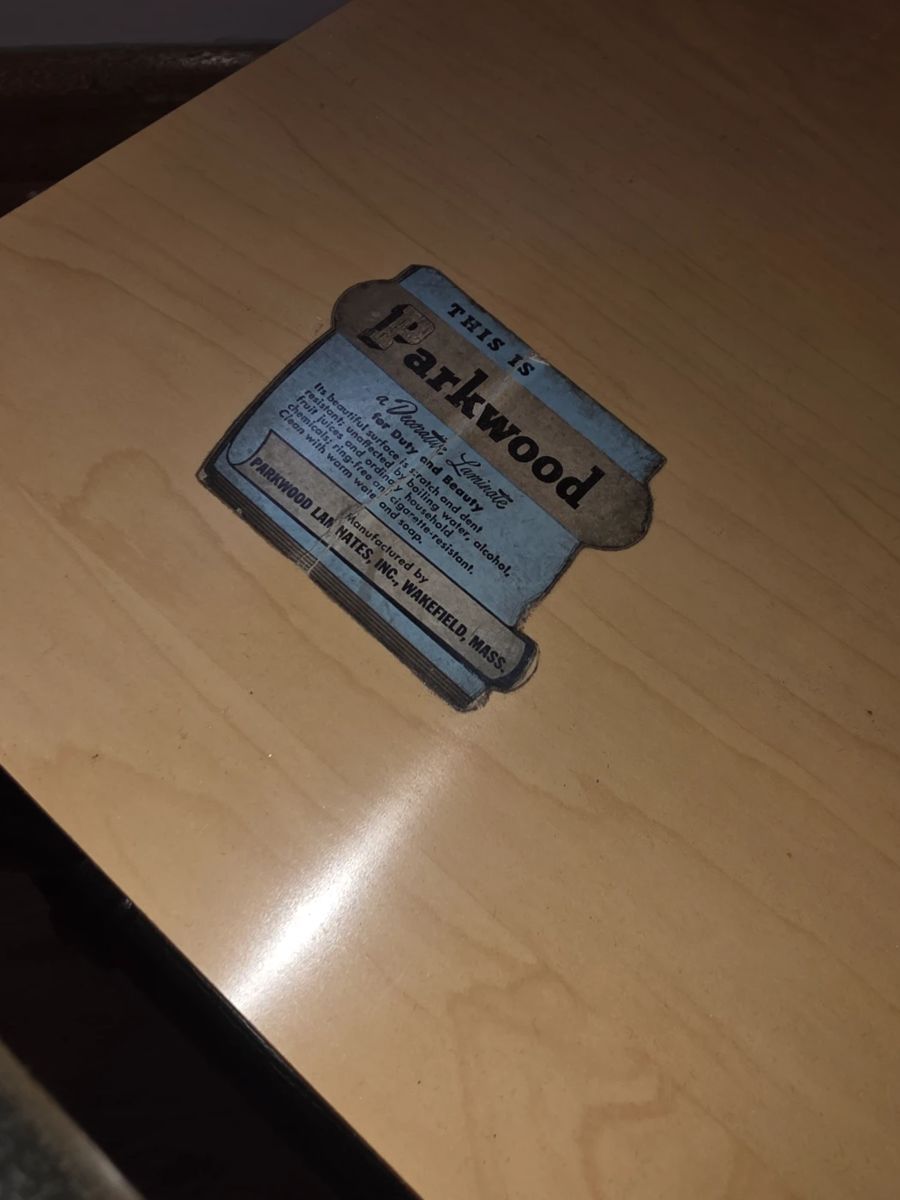 THIS IS
Parkwood
a Decorative Laminate
for Duty and Beauty
Its beautiful surface is scratch and dent
resistant; unaffected by boiling water, alcohol,
fruit juices and ordinary household
chemicals; ring-free and cigarette-resistant.
Clean with warm water and soap.
Manufactured by
PARKWOOD LAMINATES, INC., WAKEFIELD, MASS.